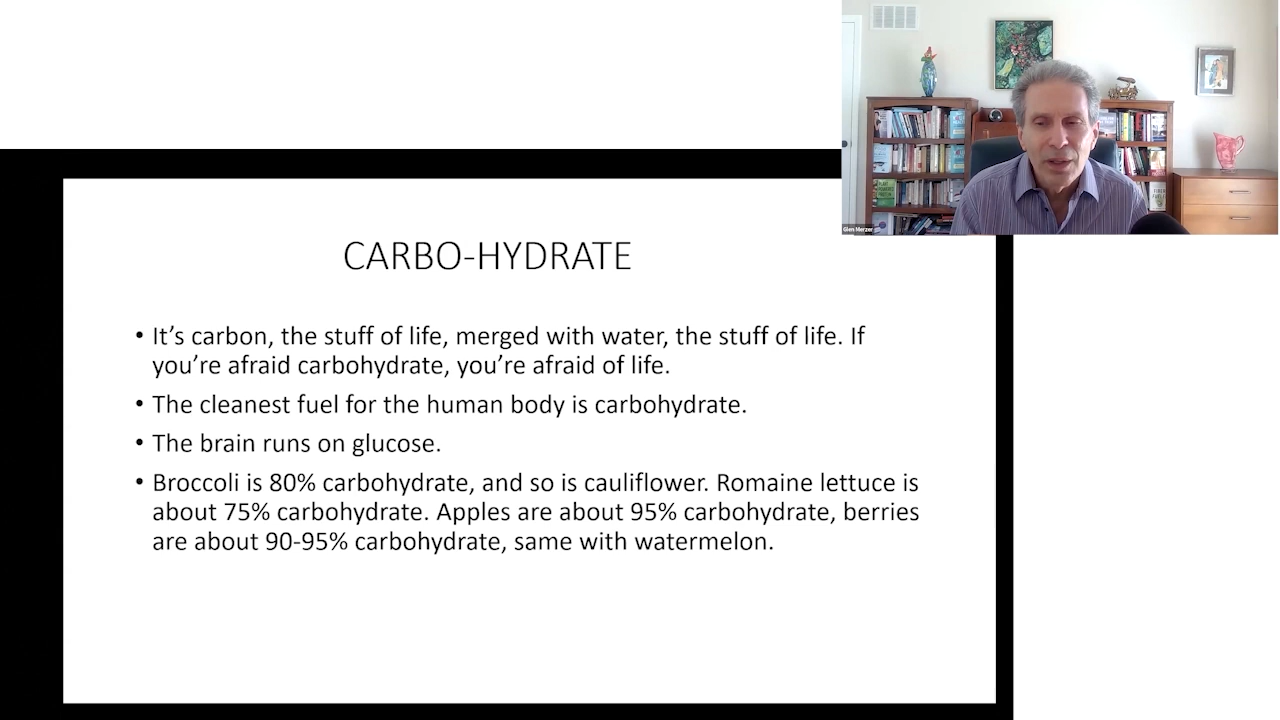 CARBO-HYDRATE
• It’s carbon, the stuff of life, merged with water, the stuff of life. If
you’re afraid carbohydrate, you’re afraid of life.
• The cleanest fuel for the human body is carbohydrate.
• The brain runs on glucose.
• Broccoli is 80% carbohydrate, and so is cauliflower. Romaine lettuce is
about 75% carbohydrate. Apples are about 95% carbohydrate, berries
are about 90-95% carbohydrate, same with watermelon.
Glen Merzer